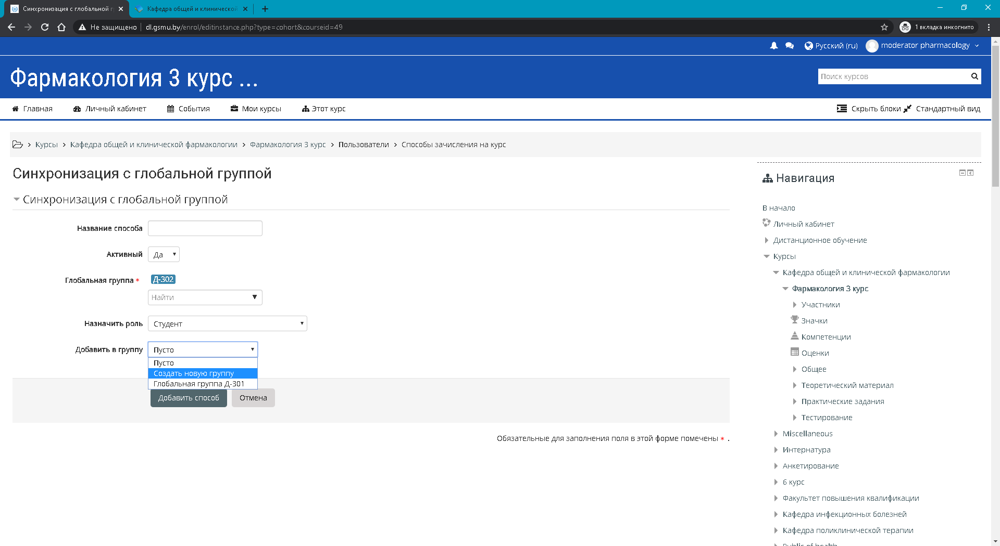 Синхронизация с глобальной г
Кафедра общей и клинической
Не защищено
dl.gsmu.by/enrol/editinstance.php?type=cohort&courseid=49
1 вкладка инкогнито
Русский (ru)
moderator pharmacology
Фармакология 3 курс ...
Поиск курсов
Главная
Личный кабинет
События
Мои курсы
Этот курс
Скрыть блоки
Стандартный вид
Курсы > Кафедра общей и клинической фармакологии > Фармакология 3 курс > Пользователи > Способы зачисления на курс
Синхронизация с глобальной группой
Синхронизация с глобальной группой
Название способа
Активный
Да
Глобальная группа *
Д-302
Найти
Назначить роль
Студент
Добавить в группу
Пусто
Пусто
Создать новую группу
Глобальная группа Д-301
Добавить способ
Отмена
Обязательные для заполнения поля в этой форме помечены * .
Навигация
В начало
Личный кабинет
Дистанционное обучение
Курсы
Кафедра общей и клинической фармакологии
Фармакология 3 курс
Участники
Значки
Компетенции
Оценки
Общее
Теоретический материал
Практические задания
Тестирование
Miscellaneous
Интернатура
Анкетирование
6 курс
Факультет повышения квалификации
Кафедра инфекционных болезней
Кафедра поликлинической терапии
Public of health